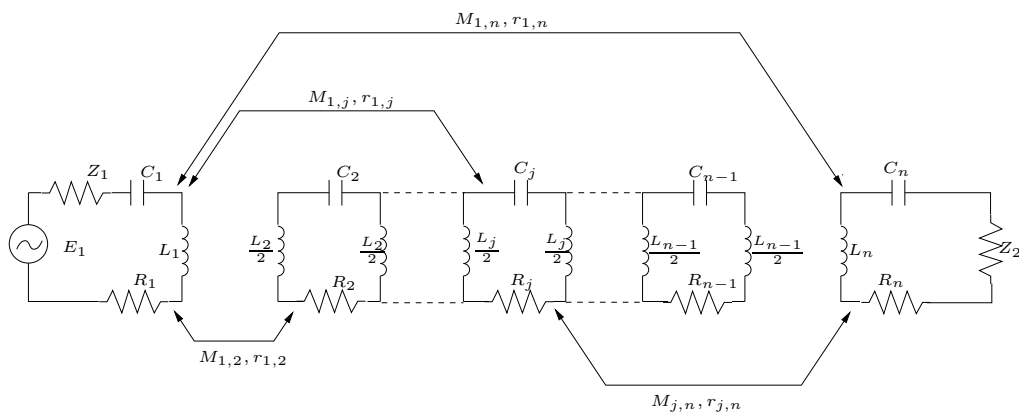 M_{1,n}, r_{1,n}
M_{1,j}, r_{1,j}
Z_1 C_1 C_2 C_j C_{n-1} C_n
E_1 L_1 \frac{L_2}{2} \frac{L_2}{2} \frac{L_j}{2} \frac{L_j}{2} \frac{L_{n-1}}{2} \frac{L_{n-1}}{2} L_n Z_2
R_1 R_2 R_j R_{n-1} R_n
M_{1,2}, r_{1,2}
M_{j,n}, r_{j,n}